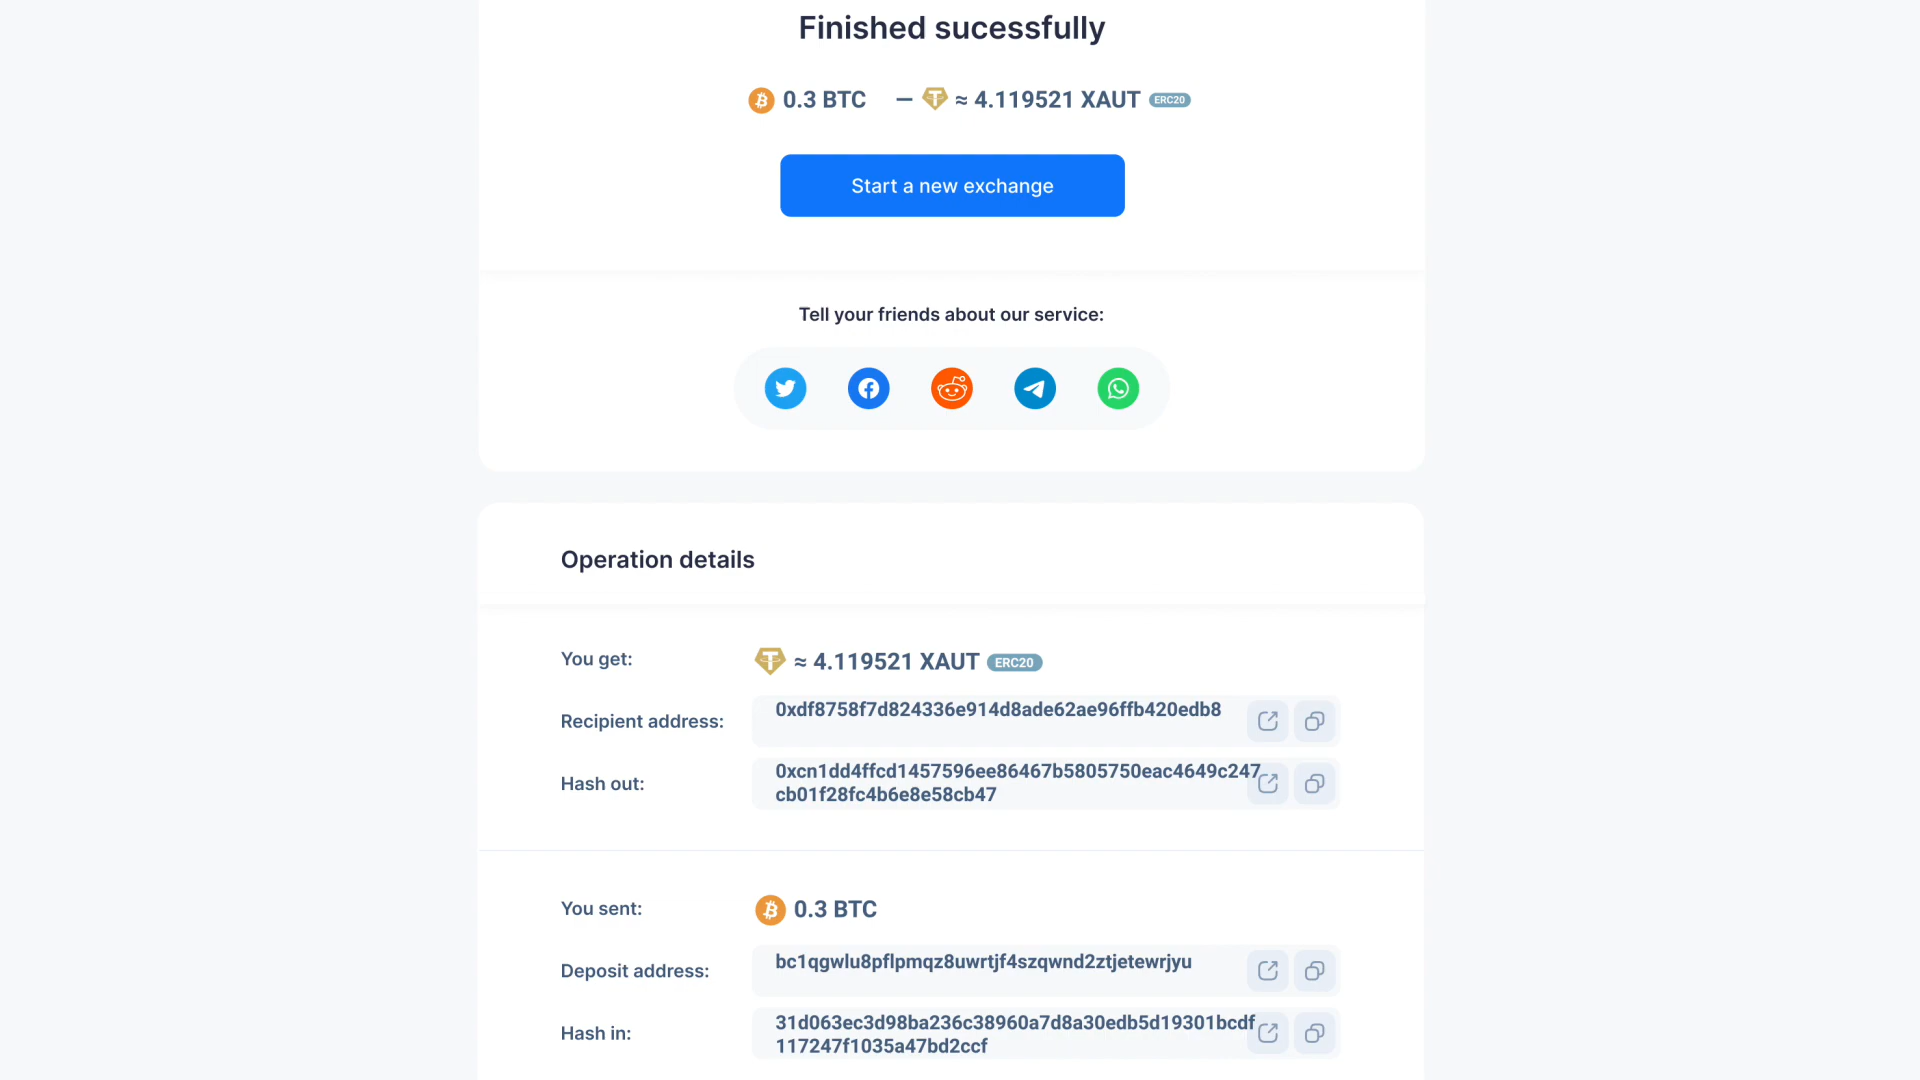 Finished sucessfully
0.3 BTC — ≈ 4.119521 XAUT ERC20
Start a new exchange
Tell your friends about our service:
Operation details
You get: ≈ 4.119521 XAUT ERC20
Recipient address: 0xdf8758f7d824336e914d8ade62ae96ffb420edb8
Hash out: 0xcn1dd4ffcd1457596ee86467b5805750eac4649c247
cb01f28fc4b6e8e58cb47
You sent: 0.3 BTC
Deposit address: bc1qgwlu8pflpmqz8uwrtjf4szqwnd2ztjetewrjyu
Hash in: 31d063ec3d98ba236c38960a7d8a30edb5d19301bcdf
117247f1035a47bd2ccf